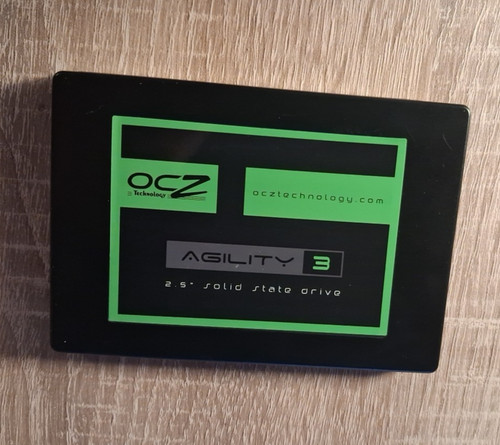 OCZ
Technology
ocztechnology.com
AGILITY 3
2.5" solid state drive